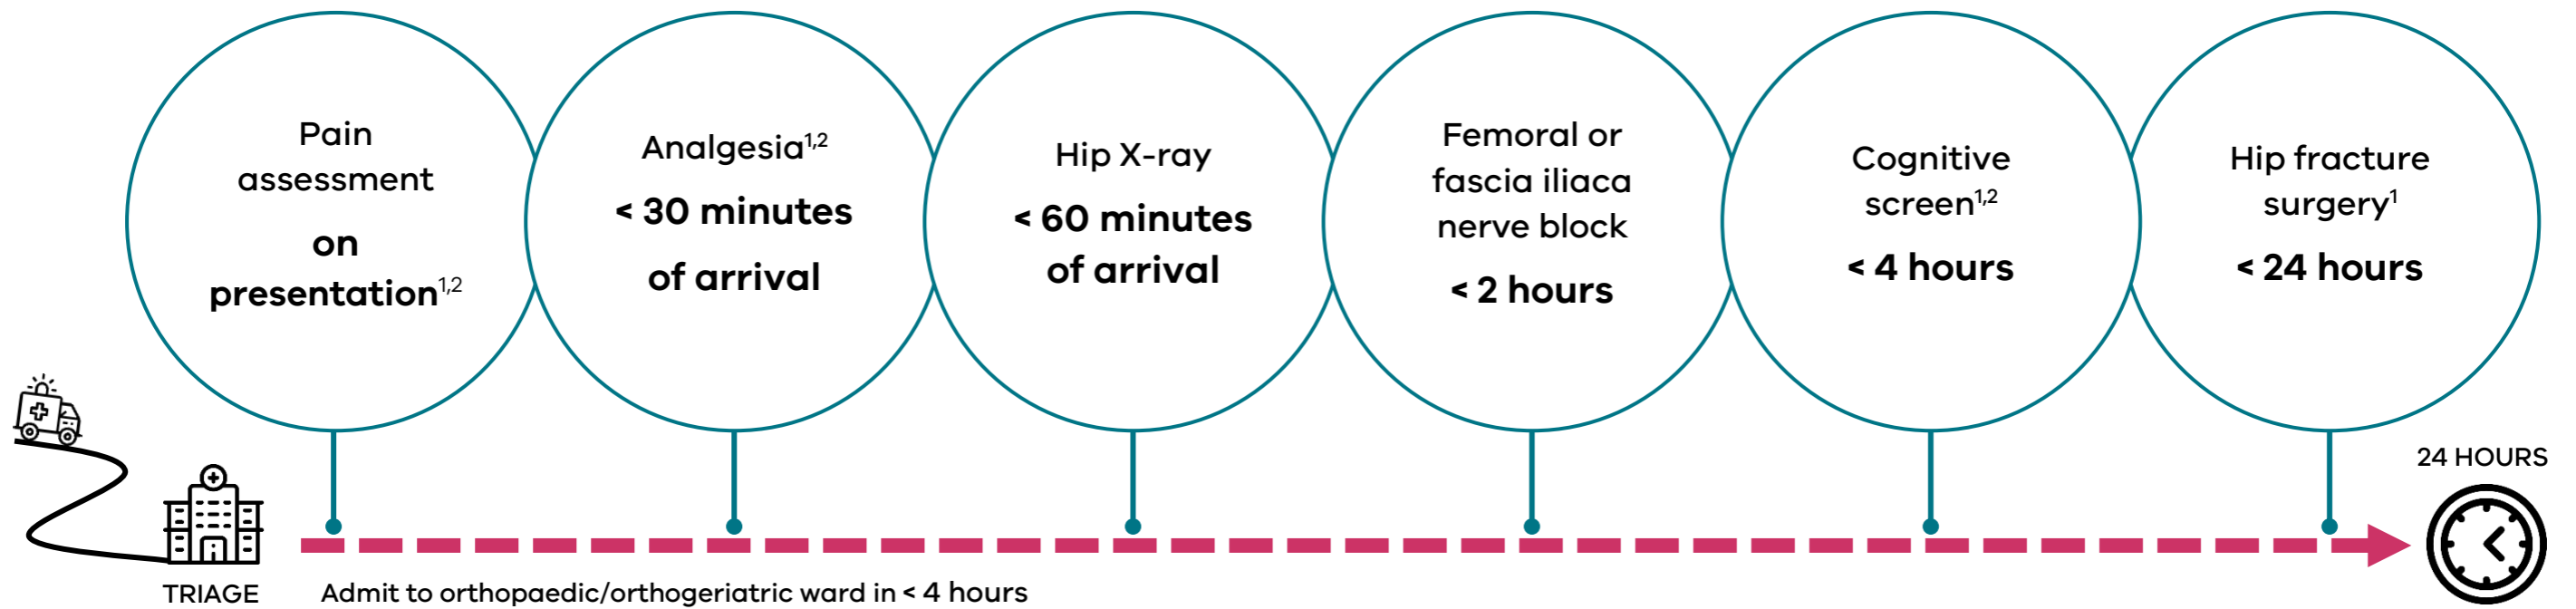 Pain
assessment
on
presentation1,2
Analgesia1,2
< 30 minutes
of arrival
Hip X-ray
< 60 minutes
of arrival
Femoral or
fascia iliaca
nerve block
< 2 hours
Cognitive
screen1,2
< 4 hours
Hip fracture
surgery1
< 24 hours
24 HOURS
TRIAGE
Admit to orthopaedic/orthogeriatric ward in < 4 hours